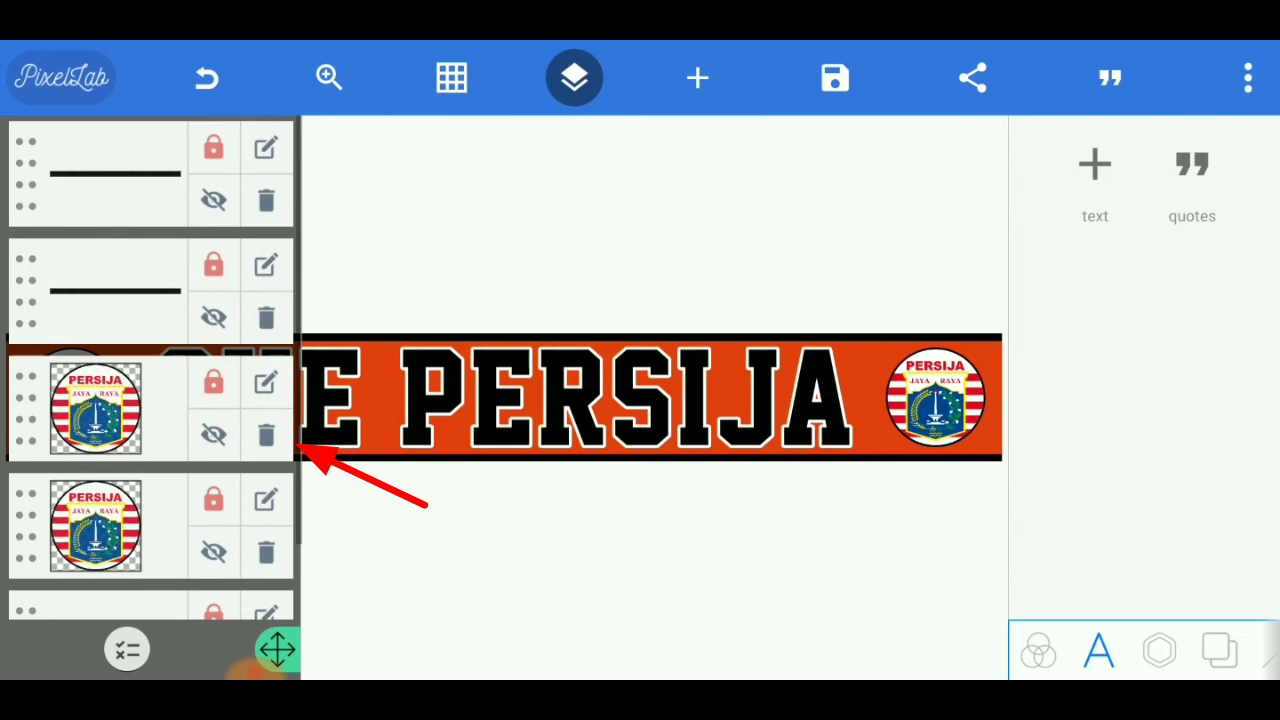 PixelLab
text
quotes
E PERSIJA
PERSIJA
JAYA RAYA
PERSIJA
JAYA RAYA
PERSIJA
JAYA RAYA